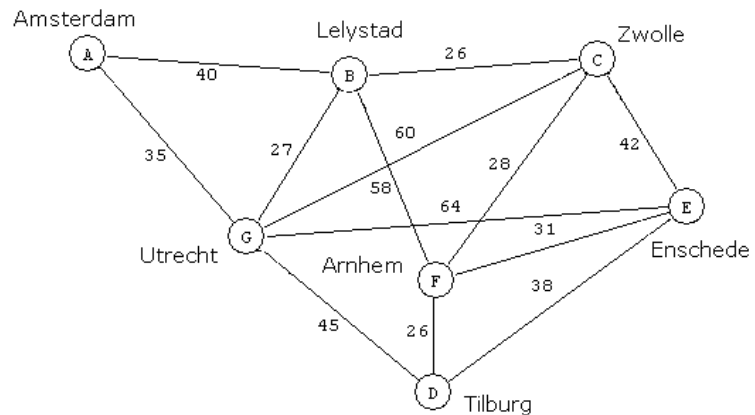 Amsterdam
Lelystad
Zwolle
A
40
B
26
C
35
27
60
58
28
42
64
E
G
31
Enschede
Utrecht
Arnhem
F
38
45
26
D
Tilburg